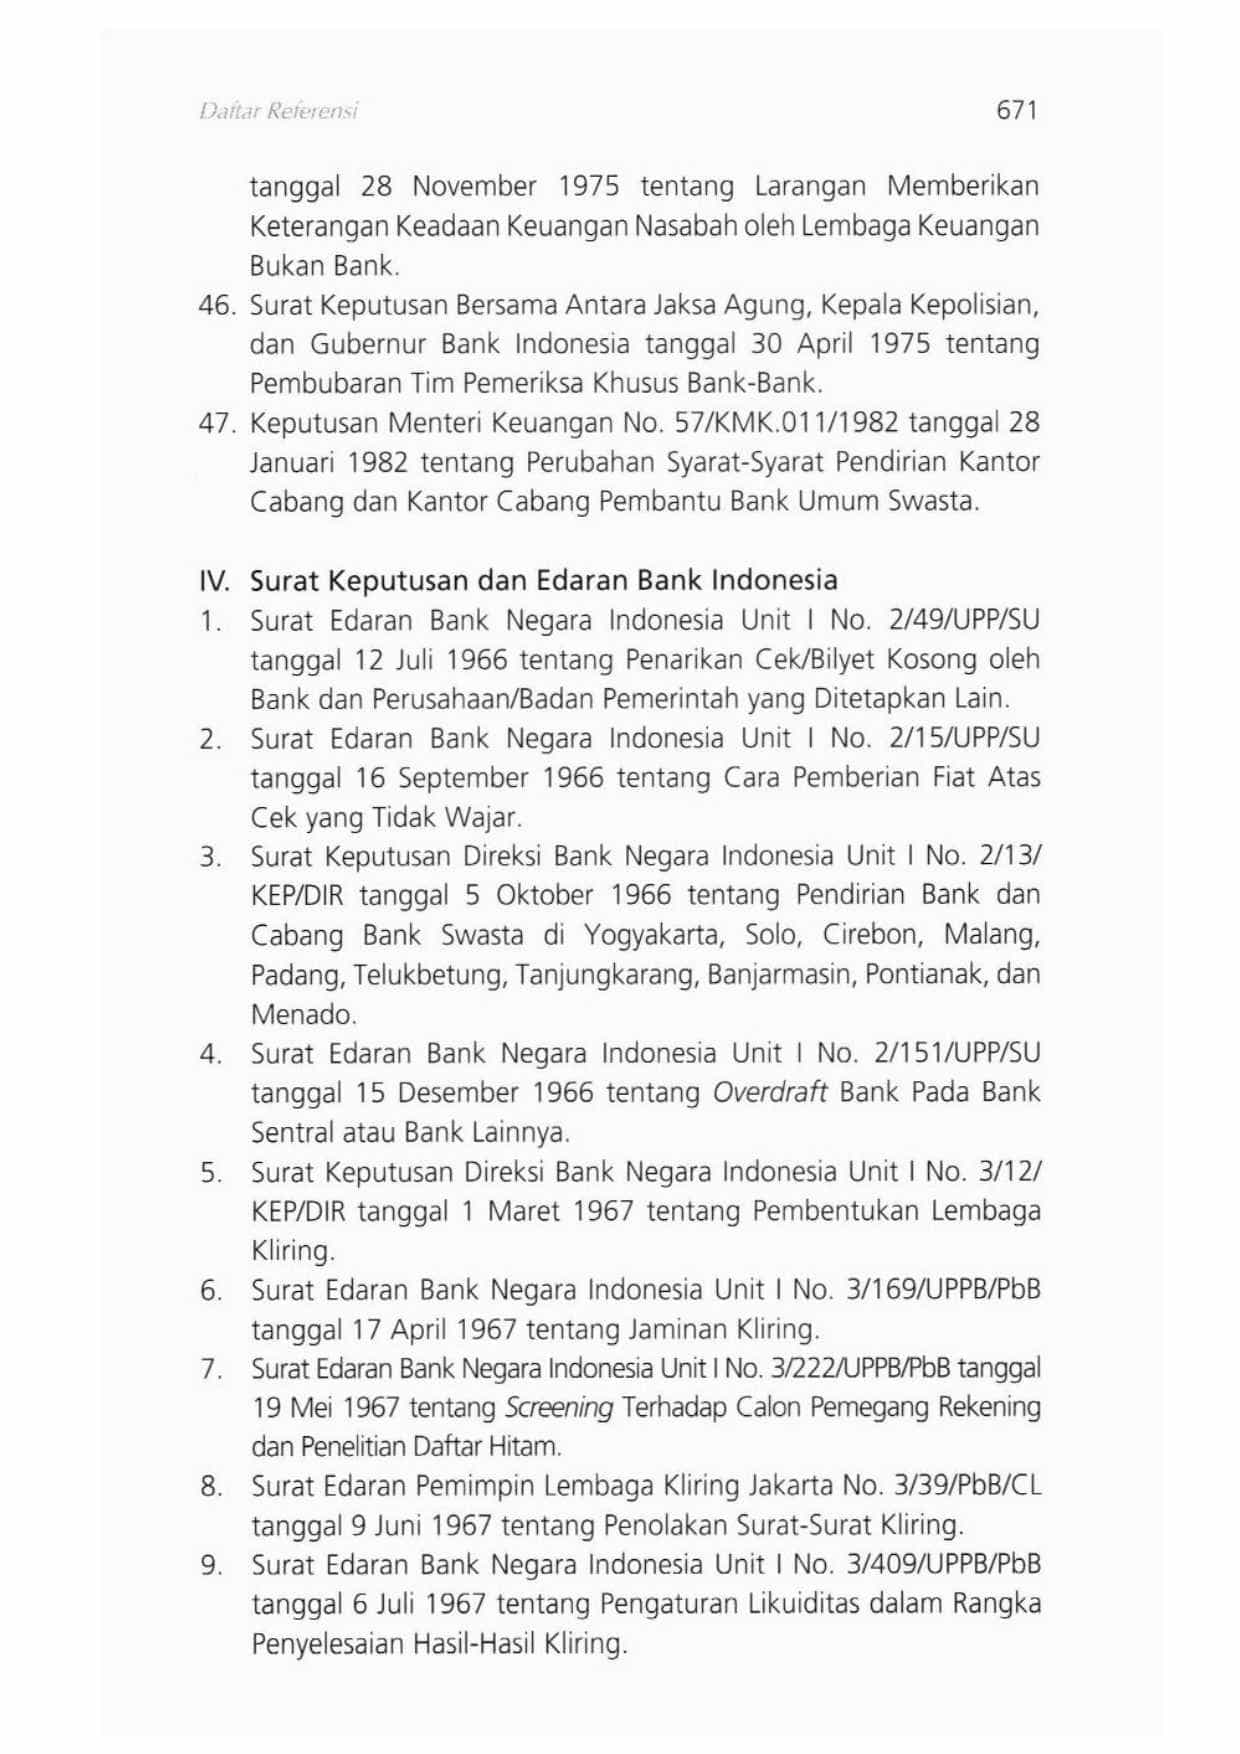 Daftar Referensi 671
tanggal 28 November 1975 tentang Larangan Memberikan
Keterangan Keadaan Keuangan Nasabah oleh Lembaga Keuangan
Bukan Bank.
46. Surat Keputusan Bersama Antara Jaksa Agung, Kepala Kepolisian,
dan Gubernur Bank Indonesia tanggal 30 April 1975 tentang
Pembubaran Tim Pemeriksa Khusus Bank-Bank.
47. Keputusan Menteri Keuangan No. 57/KMK.011/1982 tanggal 28
Januari 1982 tentang Perubahan Syarat-Syarat Pendirian Kantor
Cabang dan Kantor Cabang Pembantu Bank Umum Swasta.
IV. Surat Keputusan dan Edaran Bank Indonesia
1. Surat Edaran Bank Negara Indonesia Unit I No. 2/49/UPP/SU
tanggal 12 Juli 1966 tentang Penarikan Cek/Bilyet Kosong oleh
Bank dan Perusahaan/Badan Pemerintah yang Ditetapkan Lain.
2. Surat Edaran Bank Negara Indonesia Unit I No. 2/15/UPP/SU
tanggal 16 September 1966 tentang Cara Pemberian Fiat Atas
Cek yang Tidak Wajar.
3. Surat Keputusan Direksi Bank Negara Indonesia Unit I No. 2/13/
KEP/DIR tanggal 5 Oktober 1966 tentang Pendirian Bank dan
Cabang Bank Swasta di Yogyakarta, Solo, Cirebon, Malang,
Padang, Telukbetung, Tanjungkarang, Banjarmasin, Pontianak, dan
Menado.
4. Surat Edaran Bank Negara Indonesia Unit I No. 2/151/UPP/SU
tanggal 15 Desember 1966 tentang Overdraft Bank Pada Bank
Sentral atau Bank Lainnya.
5. Surat Keputusan Direksi Bank Negara Indonesia Unit I No. 3/12/
KEP/DIR tanggal 1 Maret 1967 tentang Pembentukan Lembaga
Kliring.
6. Surat Edaran Bank Negara Indonesia Unit I No. 3/169/UPPB/PbB
tanggal 17 April 1967 tentang Jaminan Kliring.
7. Surat Edaran Bank Negara Indonesia Unit I No. 3/222/UPPB/PbB tanggal
19 Mei 1967 tentang Screening Terhadap Calon Pemegang Rekening
dan Penelitian Daftar Hitam.
8. Surat Edaran Pemimpin Lembaga Kliring Jakarta No. 3/39/PbB/CL
tanggal 9 Juni 1967 tentang Penolakan Surat-Surat Kliring.
9. Surat Edaran Bank Negara Indonesia Unit I No. 3/409/UPPB/PbB
tanggal 6 Juli 1967 tentang Pengaturan Likuiditas dalam Rangka
Penyelesaian Hasil-Hasil Kliring.